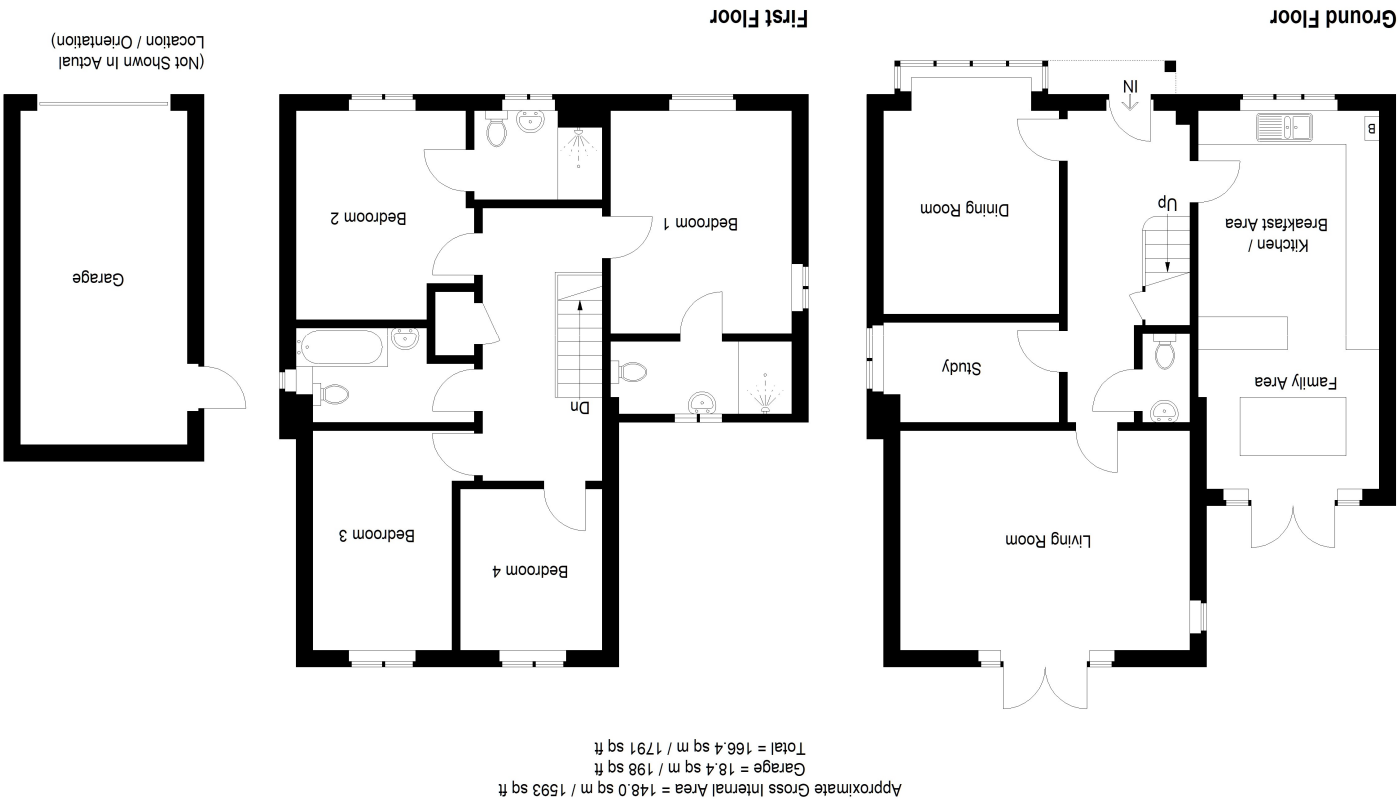 Approximate Gross Internal Area = 148.0 sq m / 1593 sq ft
Garage = 18.4 sq m / 198 sq ft
Total = 166.4 sq m / 1791 sq ft
Living Room
Family Area
Kitchen /
Breakfast Area
B
Study
Up
Dining Room
IN
Ground Floor
Bedroom 4
Bedroom 3
Dn
Bedroom 1
Bedroom 2
First Floor
Garage
(Not Shown In Actual
Location / Orientation)